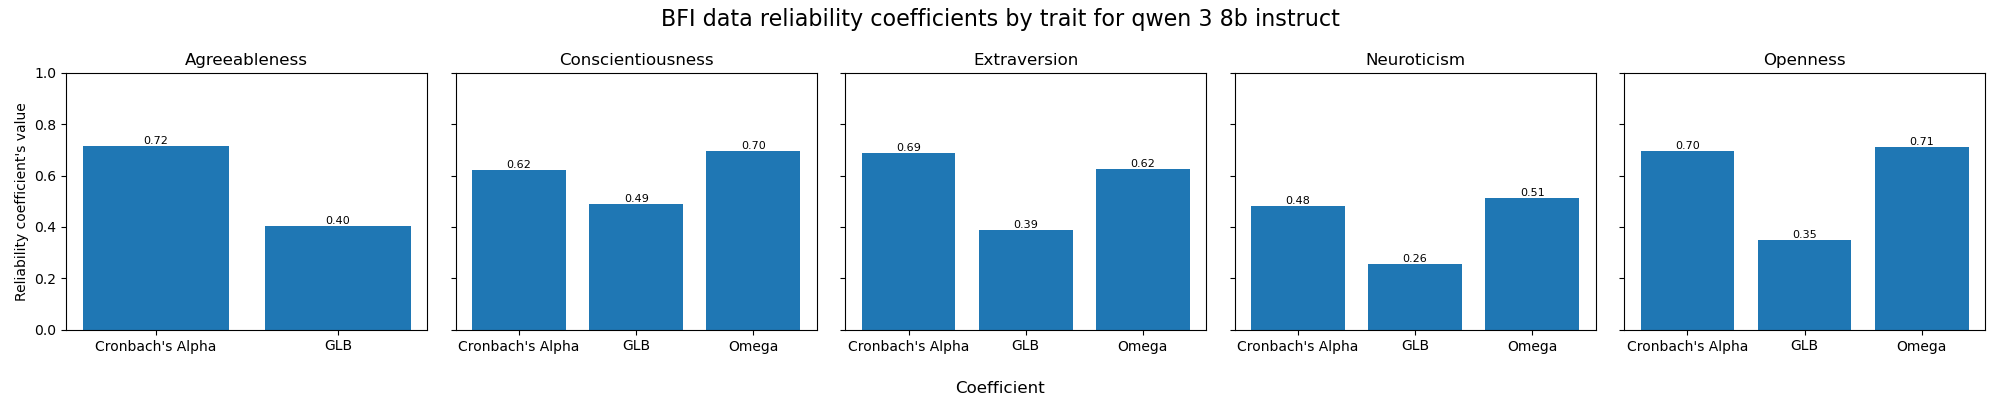 BFI data reliability coefficients by trait for qwen 3 8b instruct
Agreeableness
Conscientiousness
Extraversion
Neuroticism
Openness
Reliability coefficient's value
1.0
0.8
0.6
0.4
0.2
0.0
0.72
0.40
Cronbach's Alpha
GLB
0.62
0.49
0.70
Cronbach's Alpha
GLB
Omega
0.69
0.39
0.62
Cronbach's Alpha
GLB
Omega
0.48
0.26
0.51
Cronbach's Alpha
GLB
Omega
0.70
0.35
0.71
Cronbach's Alpha
GLB
Omega
Coefficient